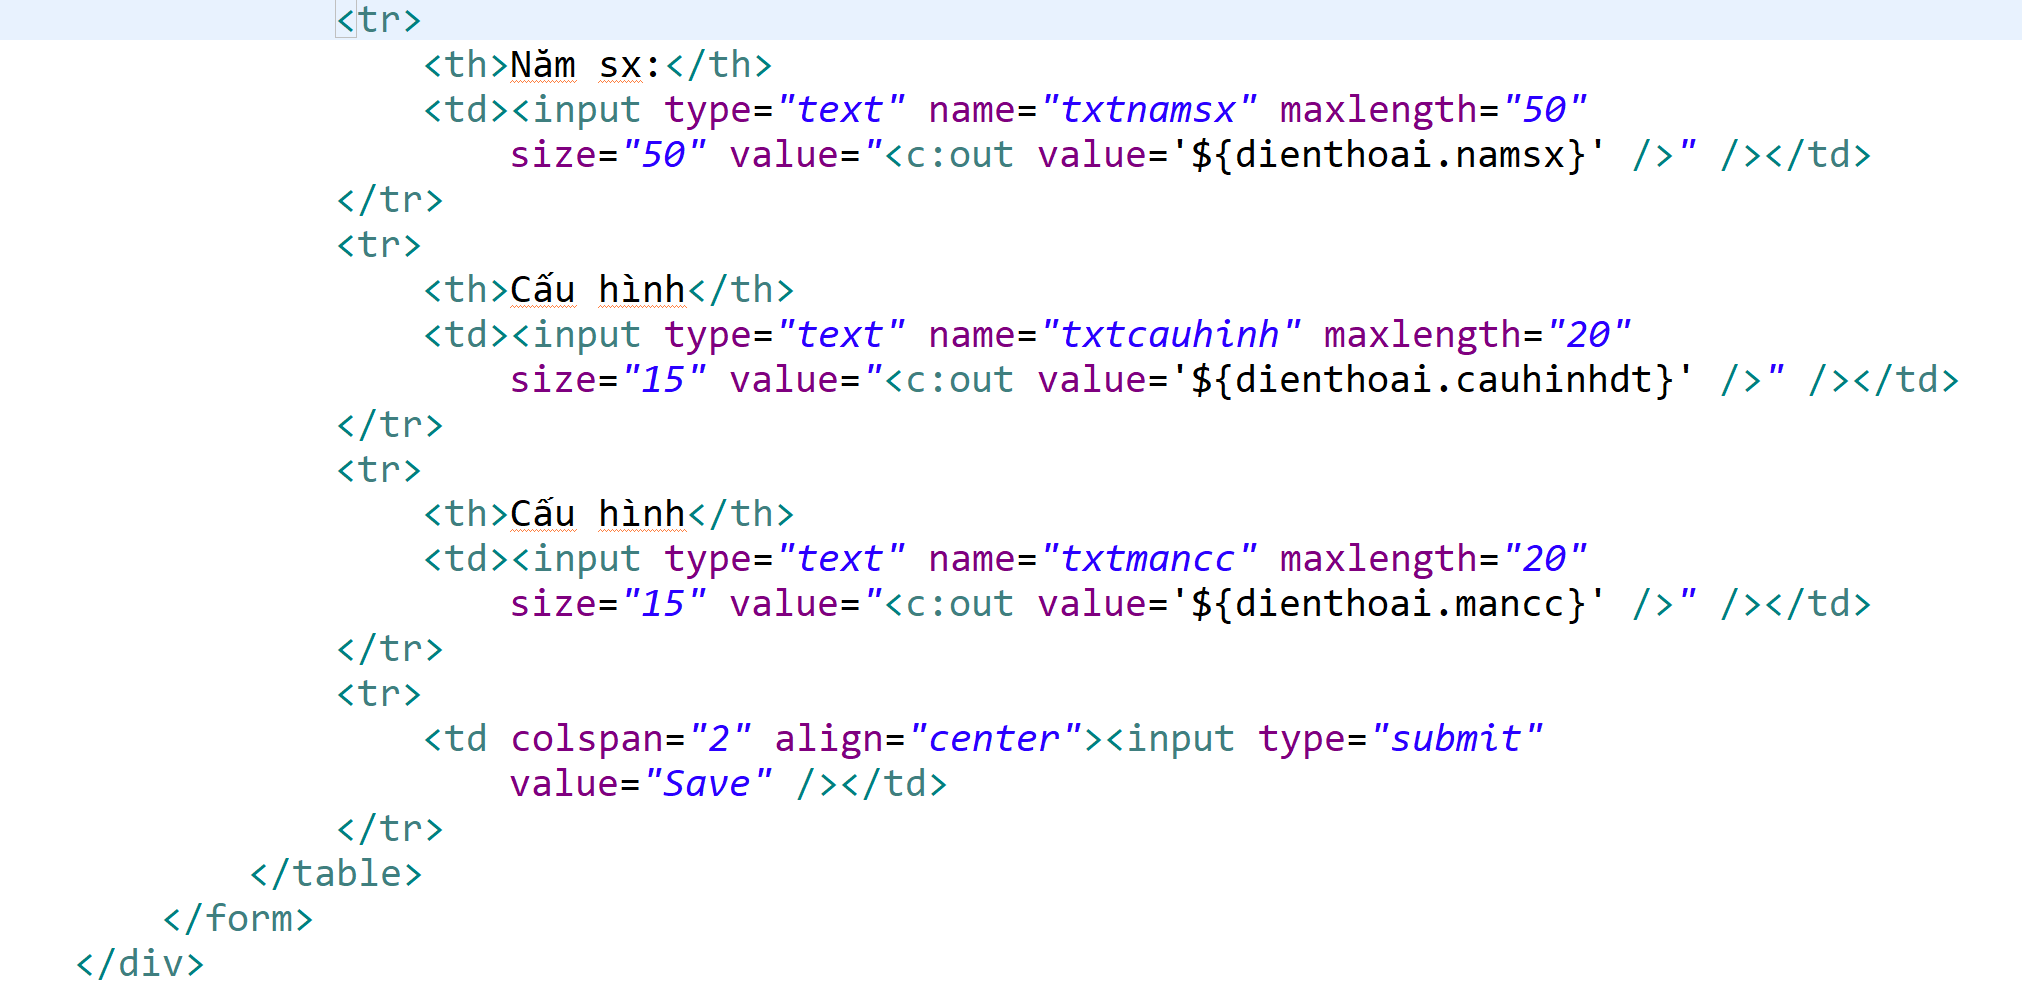 <tr>
<th>Năm sx:</th>
<td><input type="text" name="txtnamsx" maxlength="50"
size="50" value="<c:out value='${dienthoai.namsx}' />" /></td>
</tr>
<tr>
<th>Cấu hình</th>
<td><input type="text" name="txtcauhinh" maxlength="20"
size="15" value="<c:out value='${dienthoai.cauhinhdt}' />" /></td>
</tr>
<tr>
<th>Cấu hình</th>
<td><input type="text" name="txtmancc" maxlength="20"
size="15" value="<c:out value='${dienthoai.mancc}' />" /></td>
</tr>
<tr>
<td colspan="2" align="center"><input type="submit"
value="Save" /></td>
</tr>
</table>
</form>
</div>